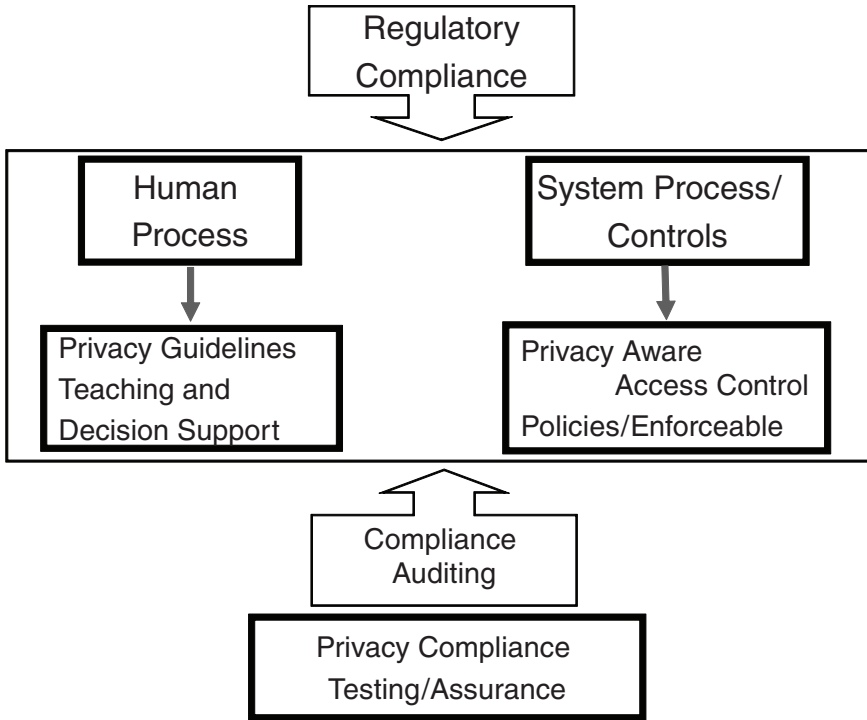 Regulatory
Compliance
Human
Process
System Process/
Controls
Privacy Guidelines
Teaching and
Decision Support
Privacy Aware
Access Control
Policies/Enforceable
Compliance
Auditing
Privacy Compliance
Testing/Assurance